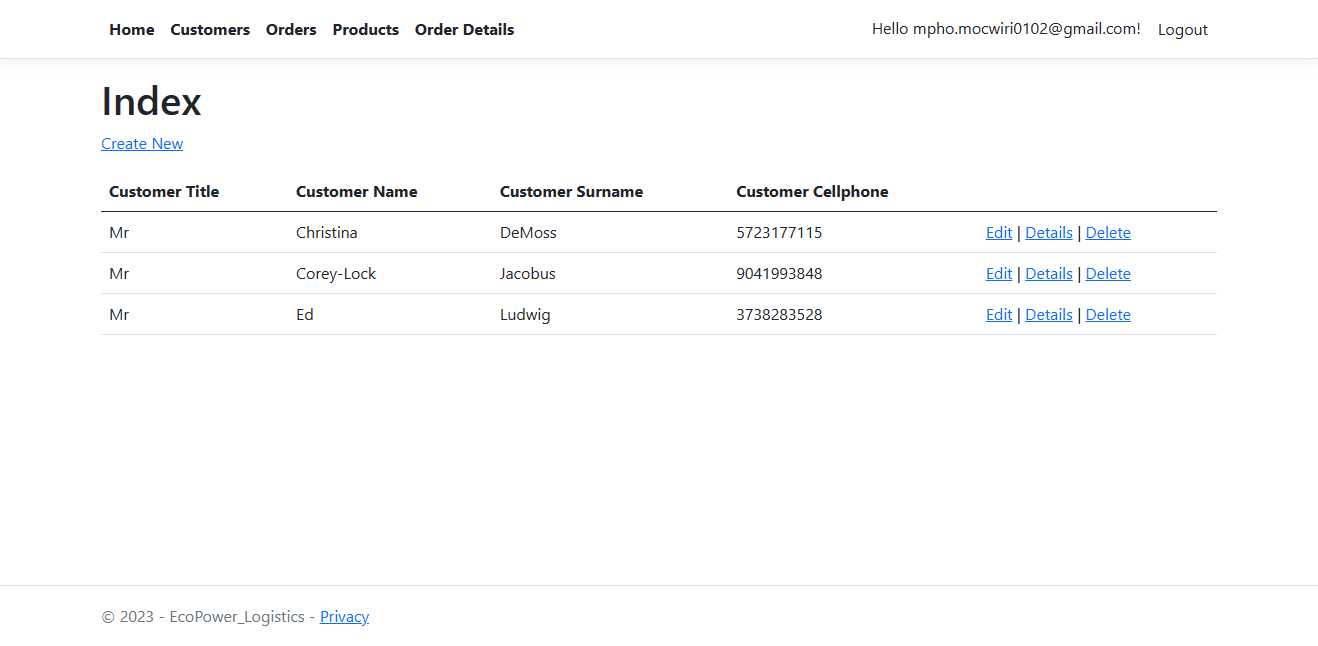 Home Customers Orders Products Order Details Hello mpho.mocwiri0102@gmail.com! Logout
Index
Create New
Customer Title Customer Name Customer Surname Customer Cellphone
Mr Christina DeMoss 5723177115 Edit | Details | Delete
Mr Corey-Lock Jacobus 9041993848 Edit | Details | Delete
Mr Ed Ludwig 3738283528 Edit | Details | Delete
© 2023 - EcoPower_Logistics - Privacy